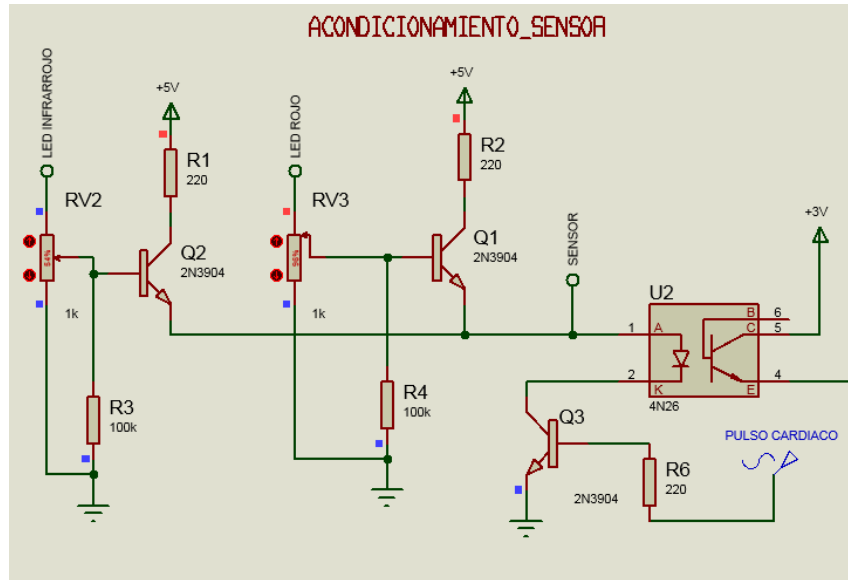 ACONDICIONAMIENTO_SENSOR
LED INFRARROJO
+5V
R1
220
RV2
54%
1k
Q2
2N3904
R3
100k
LED ROJO
+5V
R2
220
RV3
1k
Q1
2N3904
R4
100k
SENSOR
+3V
U2
1
A
2
K
B
6
C
5
4
E
4N26
Q3
2N3904
R6
220
PULSO CARDIACO